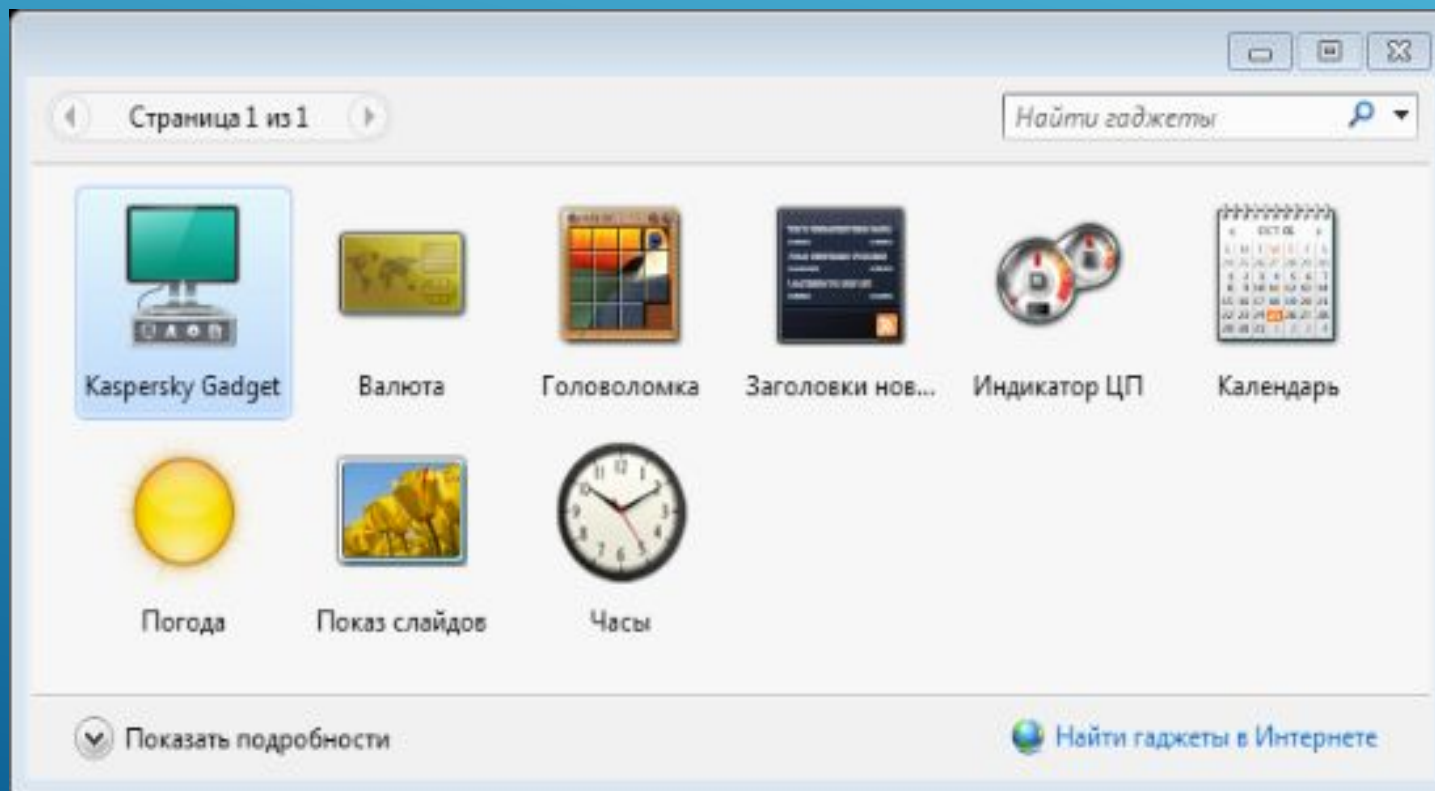 Страница 1 из 1
Найти гаджеты
Kaspersky Gadget
Валюта
Головоломка
Заголовки нов...
Индикатор ЦП
Календарь
Погода
Показ слайдов
Часы
Показать подробности
Найти гаджеты в Интернете